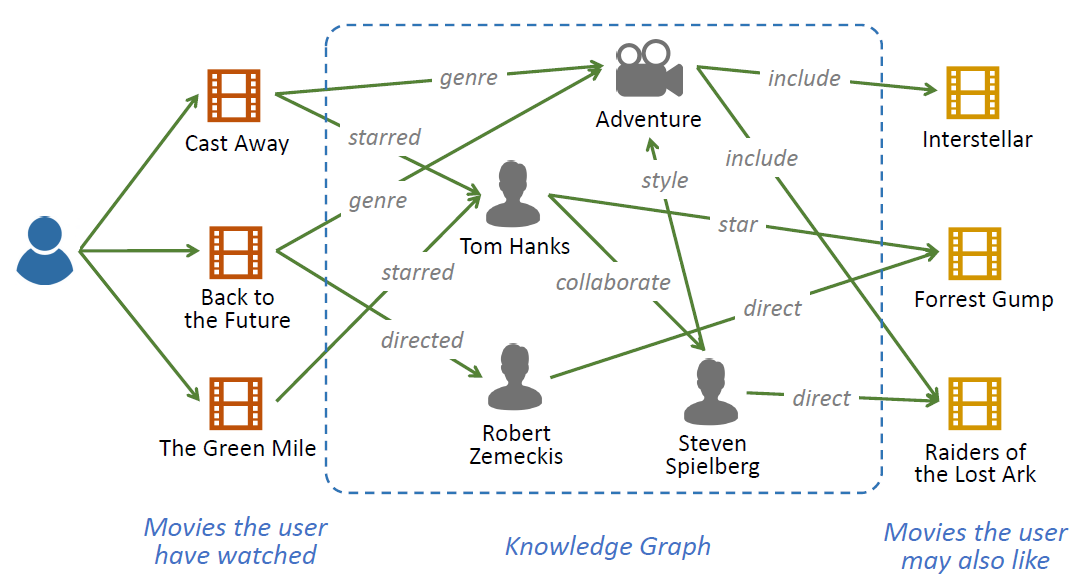 genre
include
Adventure
Cast Away
Interstellar
starred
include
style
genre
Tom Hanks
star
starred
collaborate
Back to
the Future
Forrest Gump
direct
directed
direct
Robert
Zemeckis
The Green Mile
Steven
Spielberg
Raiders of
the Lost Ark
Movies the user
have watched
Knowledge Graph
Movies the user
may also like